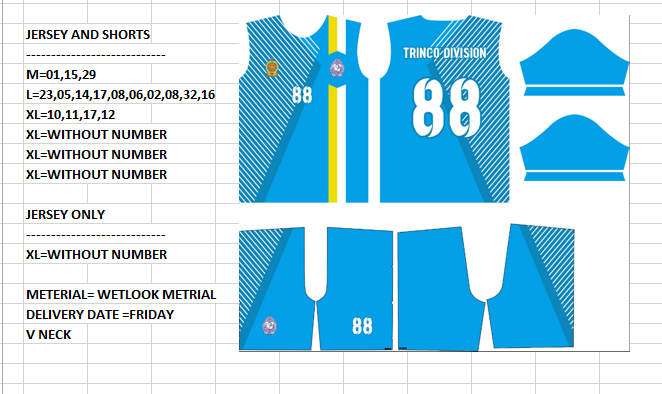 JERSEY AND SHORTS
----------------------------
M=01,15,29
L=23,05,14,17,08,06,02,08,32,16
XL=10,11,17,12
XL=WITHOUT NUMBER
XL=WITHOUT NUMBER
XL=WITHOUT NUMBER
JERSEY ONLY
----------------------------
XL=WITHOUT NUMBER
METERIAL= WETLOOK METRIAL
DELIVERY DATE =FRIDAY
V NECK
88
TRINCO DIVISION
88
88